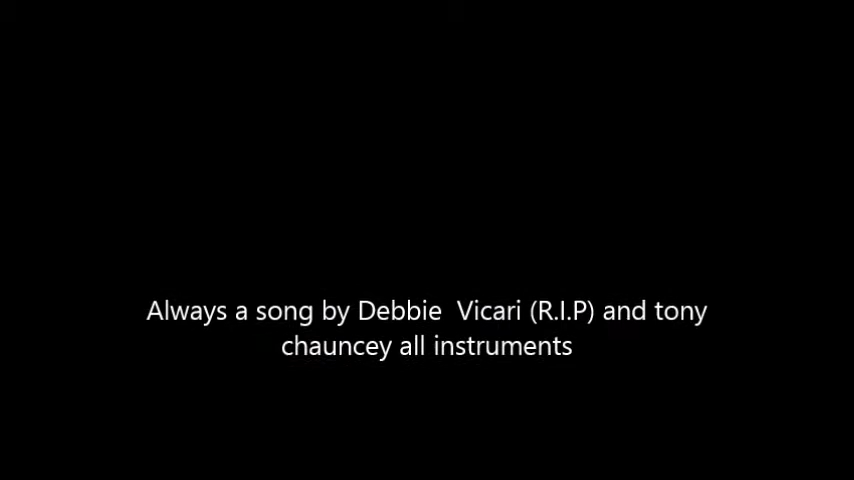 Always a song by Debbie  Vicari (R.I.P) and tony
chauncey all instruments